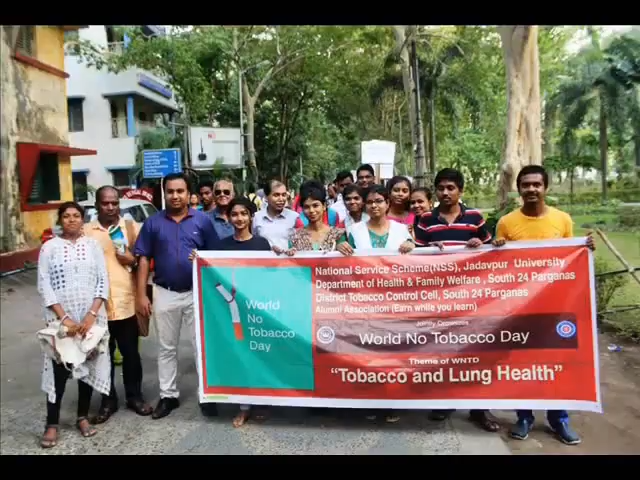 National Service Scheme(NSS), Jadavpur University
Department of Health & Family Welfare , South 24 Parganas
District Tobacco Control Cell, South 24 Parganas
Alumni Association (Earn while you learn)
Jointly Organizes
World No Tobacco Day
Theme of WNTD
"Tobacco and Lung Health"
World
No
Tobacco
Day